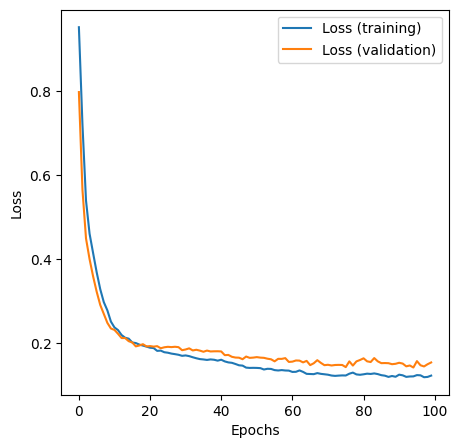 Loss (training)
Loss (validation)
0.8
0.6
0.4
0.2
Loss
0 20 40 60 80 100
Epochs